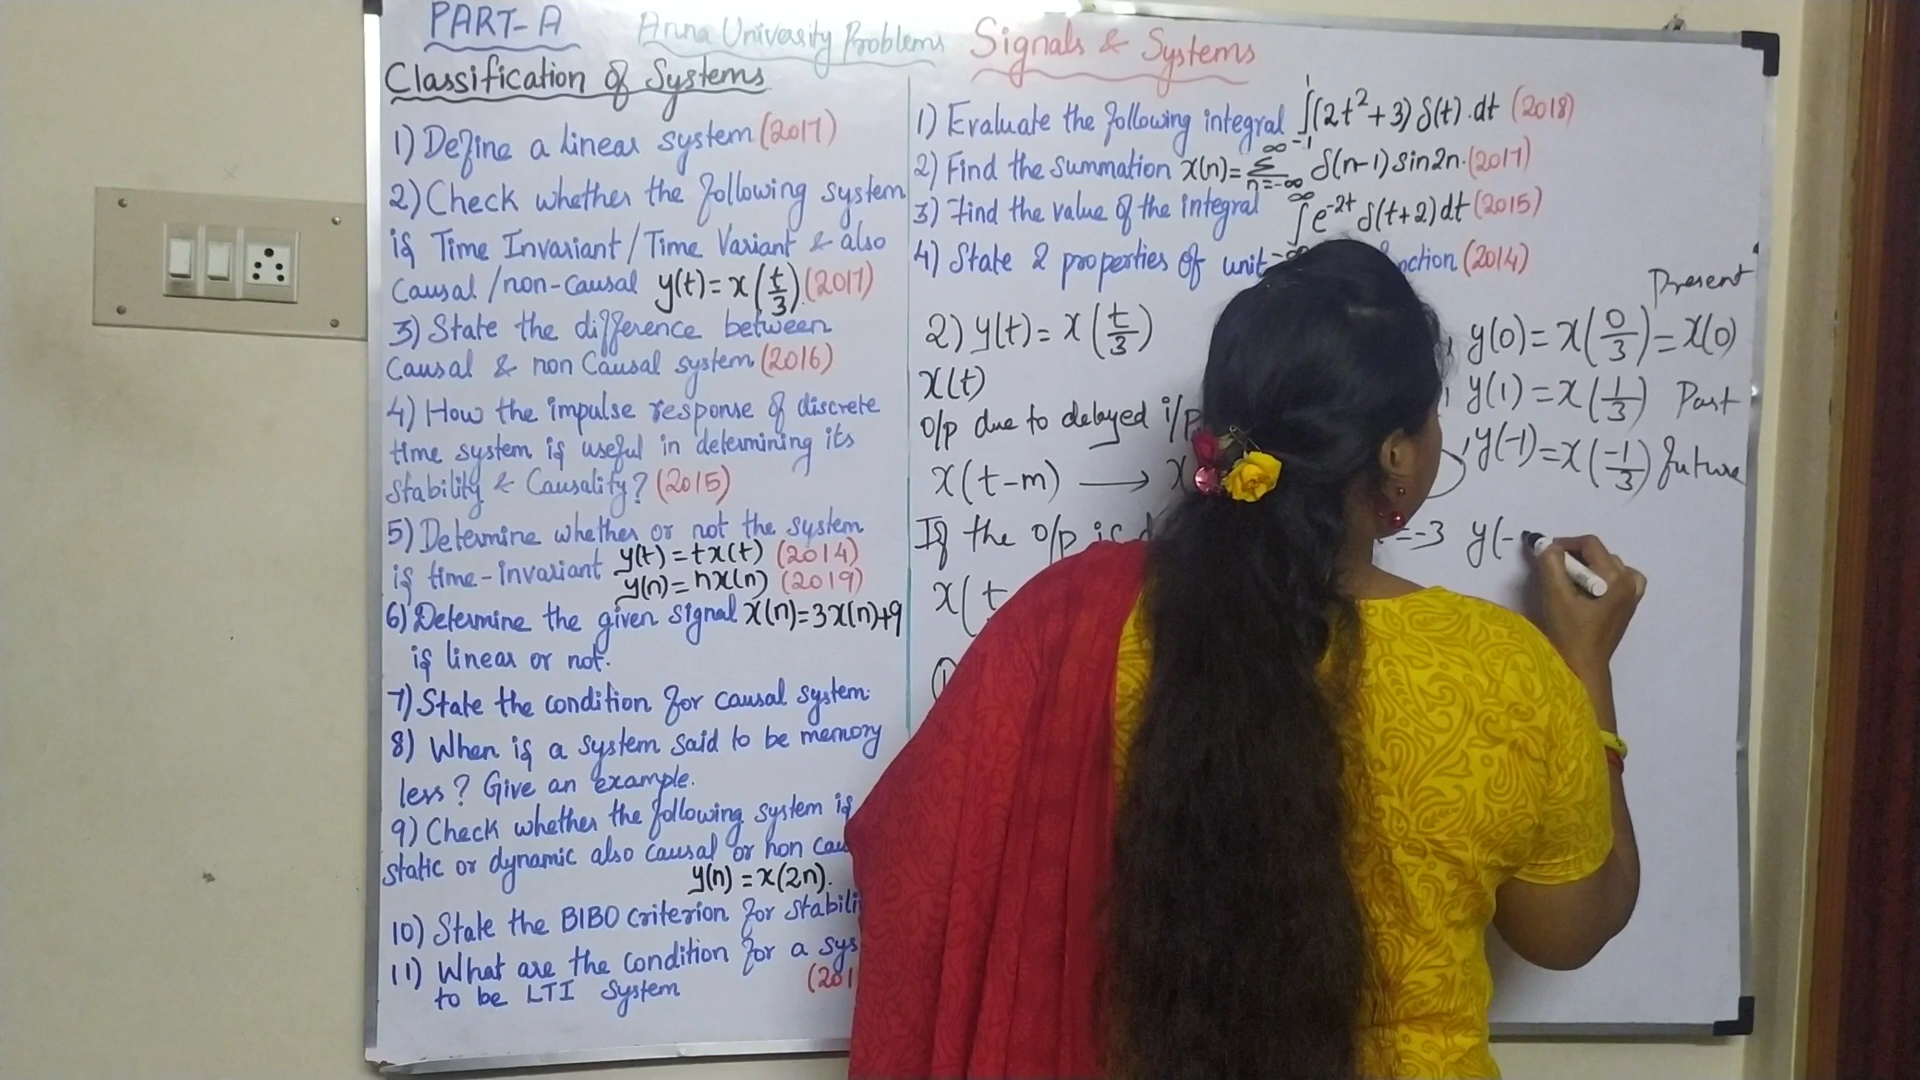 PART-A Anna Univeristy Problems Signals & Systems
Classification of Systems
1) Define a linear system (2017)
2) Check whether the following system
is Time Invariant/Time Variant & also
Causal/non-causal y(t)=x(t/3). (2017)
3) State the difference between
Causal & non Causal system (2016)
4) How the impulse response of discrete
time system is useful in determining its
Stability & Causality? (2015)
5) Determine whether or not the system
is time-invariant y(t)=tx(t) (2014)
y(n)=nx(n) (2019)
6) Determine the given signal x(n)=3x(n)+9
is linear or not.
7) State the condition for causal system.
8) When is a system said to be memory
less? Give an example.
9) Check whether the following system is
static or dynamic also causal or non cau
y(n)=x(2n).
10) State the BIBO criterion for stabili
11) What are the condition for a sys
to be LTI System (201
1) Evaluate the following integral ∫₋₁¹(2t²+3) δ(t).dt (2018)
2) Find the summation x(n)=Σ_{n=-∞}^{∞} δ(n-1) sin2n. (2017)
3) Find the value of the integral ∫_{-∞}^{∞} e^{-2t} δ(t+2)dt (2015)
4) State 2 properties of unit nction (2014)
2) y(t)=x(t/3)
x(t)
O/p due to delayed i/p
x(t-m) → x
If the O/p is d
x(t
1
Present
y(0)=x(0/3)=x(0)
y(1)=x(1/3) Past
y(-1)=x(-1/3) future
=-3 y(-